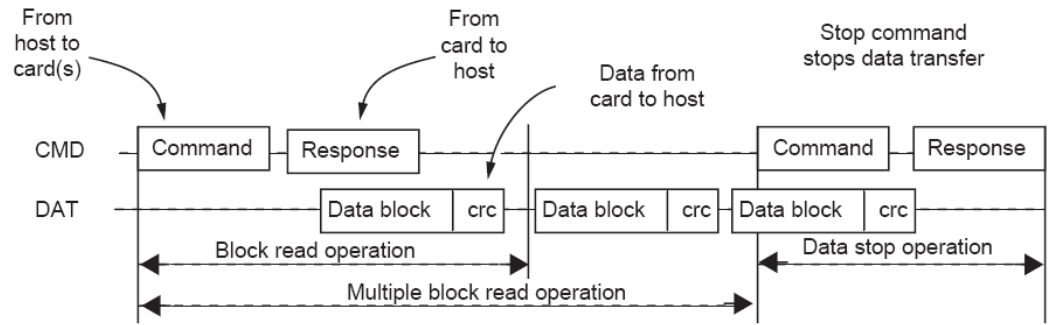 From
host to
card(s)
From
card to
host
Data from
card to host
Stop command
stops data transfer
CMD
Command
Response
Command
Response
DAT
Data block
crc
Data block
crc
Data block
crc
Block read operation
Data stop operation
Multiple block read operation